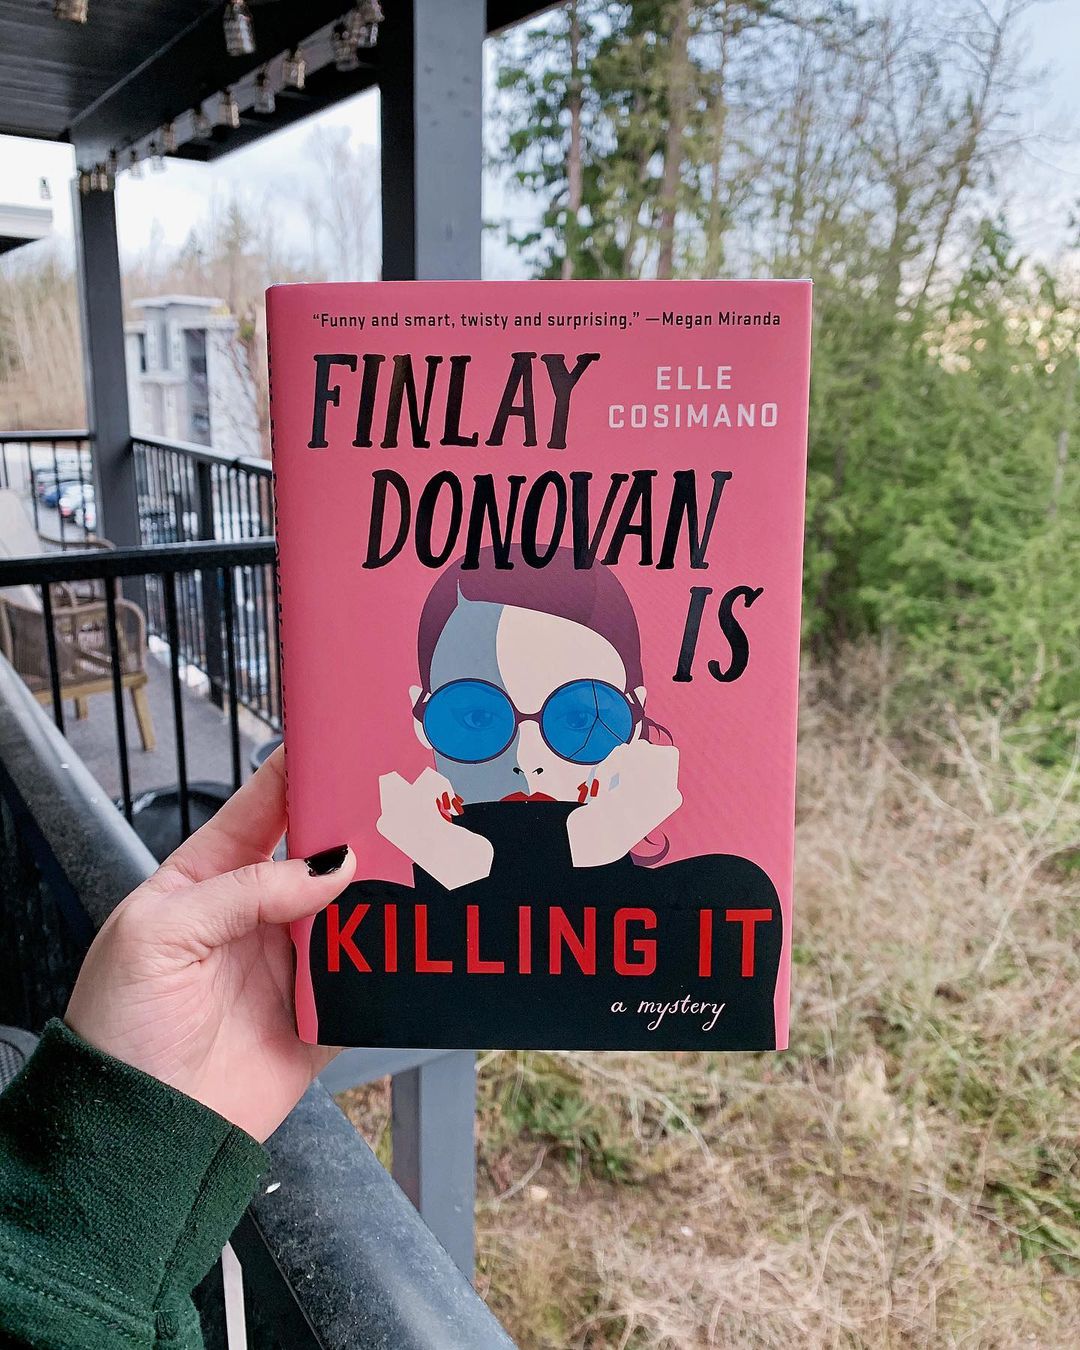 “Funny and smart, twisty and surprising.” —Megan Miranda
FINLAY
ELLE
COSIMANO
DONOVAN
IS
KILLING IT
a mystery